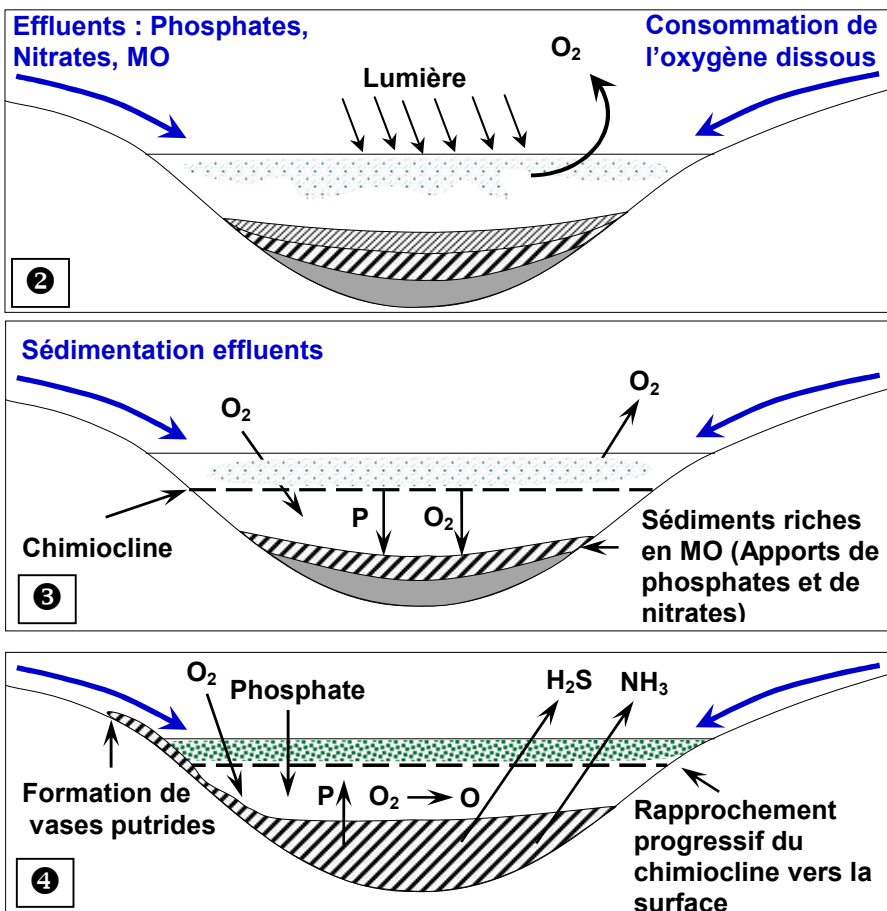 Effluents : Phosphates,
Nitrates, MO
Consommation de
l'oxygène dissous
Lumière
O₂
❷
Sédimentation effluents
O₂
O₂
P
O₂
Chimiocline
Sédiments riches
en MO (Apports de
phosphates et de
nitrates)
❸
O₂
Phosphate
H₂S
NH₃
P
O₂
O
Formation de
vases putrides
Rapprochement
progressif du
chimiocline vers la
surface
❹